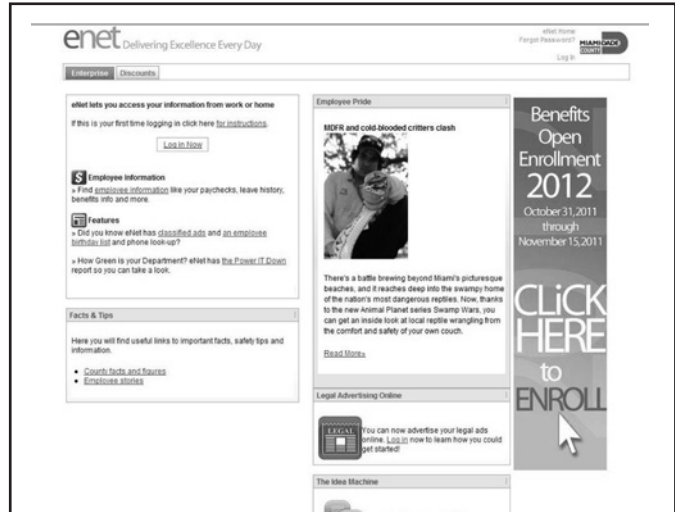 enet Delivering Excellence Every Day
eNet Home
Forgot Password?
Log In
MIAMI-DADE
COUNTY
Enterprise
Discounts
eNet lets you access your information from work or home
If this is your first time logging in click here for instructions.
Log in Now
Employee Information
» Find employee information like your paychecks, leave history,
benefits info and more.
Features
» Did you know eNet has classified ads and an employee
birthday list and phone look-up?
» How Green is your Department? eNet has the Power IT Down
report so you can take a look.
Facts & Tips
Here you will find useful links to important facts, safety tips and
information.
• County facts and figures
• Employee stories
Employee Pride
MDFR and cold-blooded critters clash
There's a battle brewing beyond Miami's picturesque
beaches, and it reaches deep into the swampy home
of the nation's most dangerous reptiles. Now, thanks
to the new Animal Planet series Swamp Wars, you
can get an inside look at local reptile wrangling from
the comfort and safety of your own couch.
Read More»
Legal Advertising Online
LEGAL
You can now advertise your legal ads
online. Log in now to learn how you could
get started!
The Idea Machine
Benefits
Open
Enrollment
2012
October 31, 2011
through
November 15, 2011
CLiCK
HERE
to
ENROLL